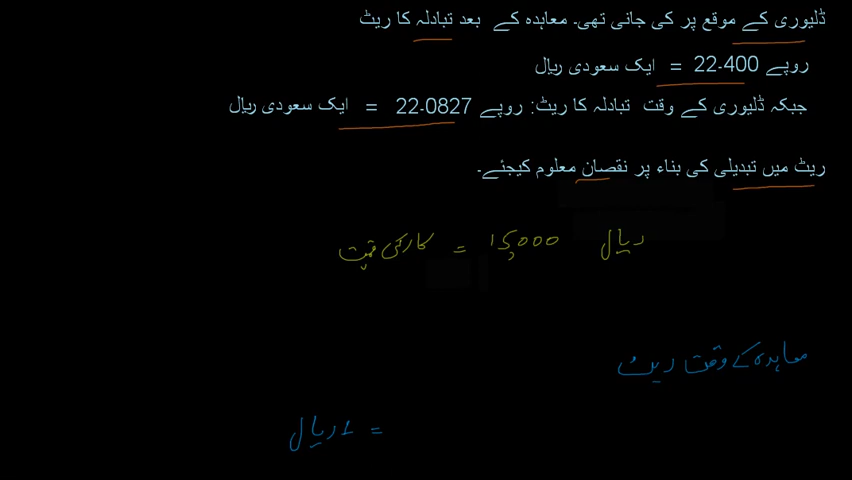 ڈلیوری کے موقع پر کی جانی تھی۔ معاہدہ کے بعد تبادلہ کا ریٹ
روپے 22.400 = ایک سعودی ریال
جبکہ ڈلیوری کے وقت تبادلہ کا ریٹ: روپے 22.0827 = ایک سعودی ریال
ریٹ میں تبدیلی کی بناء پر نقصان معلوم کیجئے۔
کار کی قیمت = 15,000 ریال
معاہدہ کے وقت ریٹ
1 ریال =